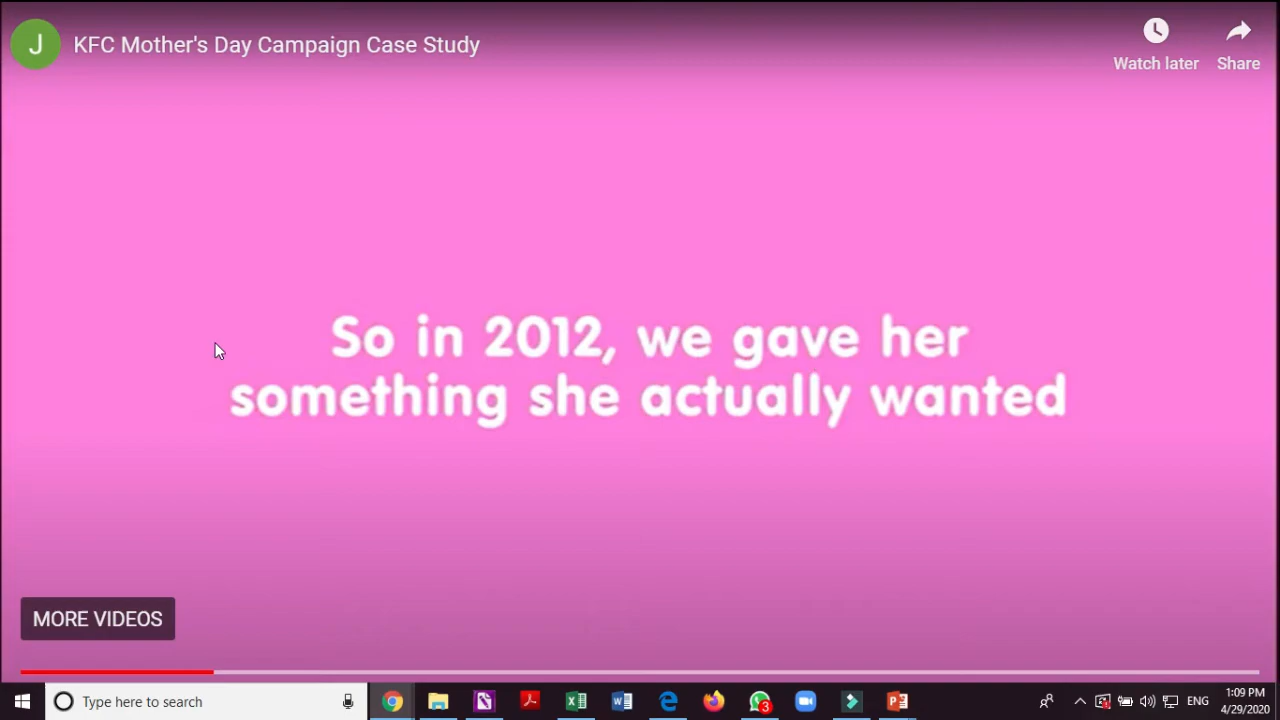 J
KFC Mother's Day Campaign Case Study
Watch later
Share
So in 2012, we gave her
something she actually wanted
MORE VIDEOS
Type here to search
3
ENG
1:09 PM
4/29/2020